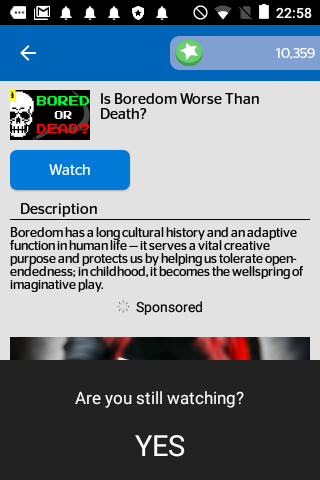 22:58
10,359
BORED
OR
DEAD?
Is Boredom Worse Than
Death?
Watch
Description
Boredom has a long cultural history and an adaptive
function in human life — it serves a vital creative
purpose and protects us by helping us tolerate open-
endedness; in childhood, it becomes the wellspring of
imaginative play.
Sponsored
Are you still watching?
YES